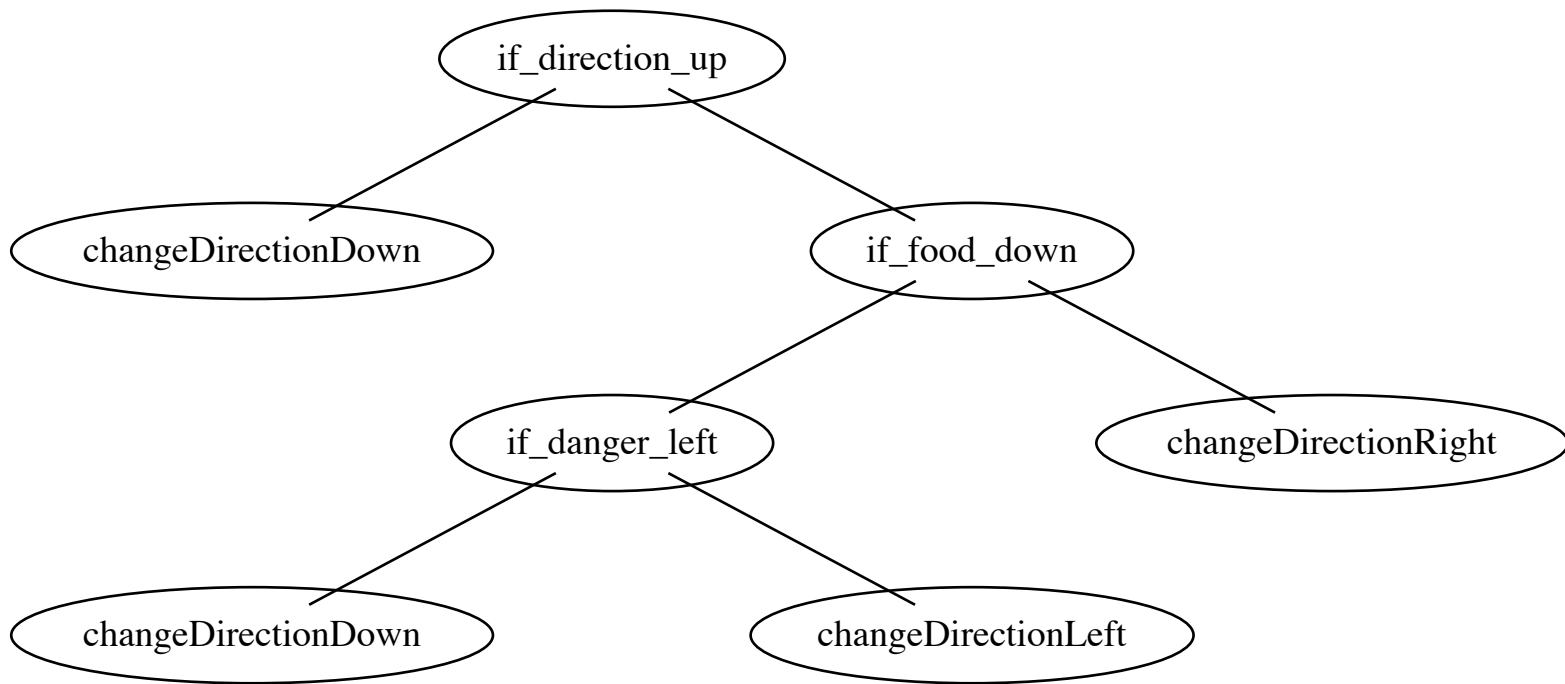 if_direction_up
changeDirectionDown
if_food_down
if_danger_left
changeDirectionRight
changeDirectionDown
changeDirectionLeft